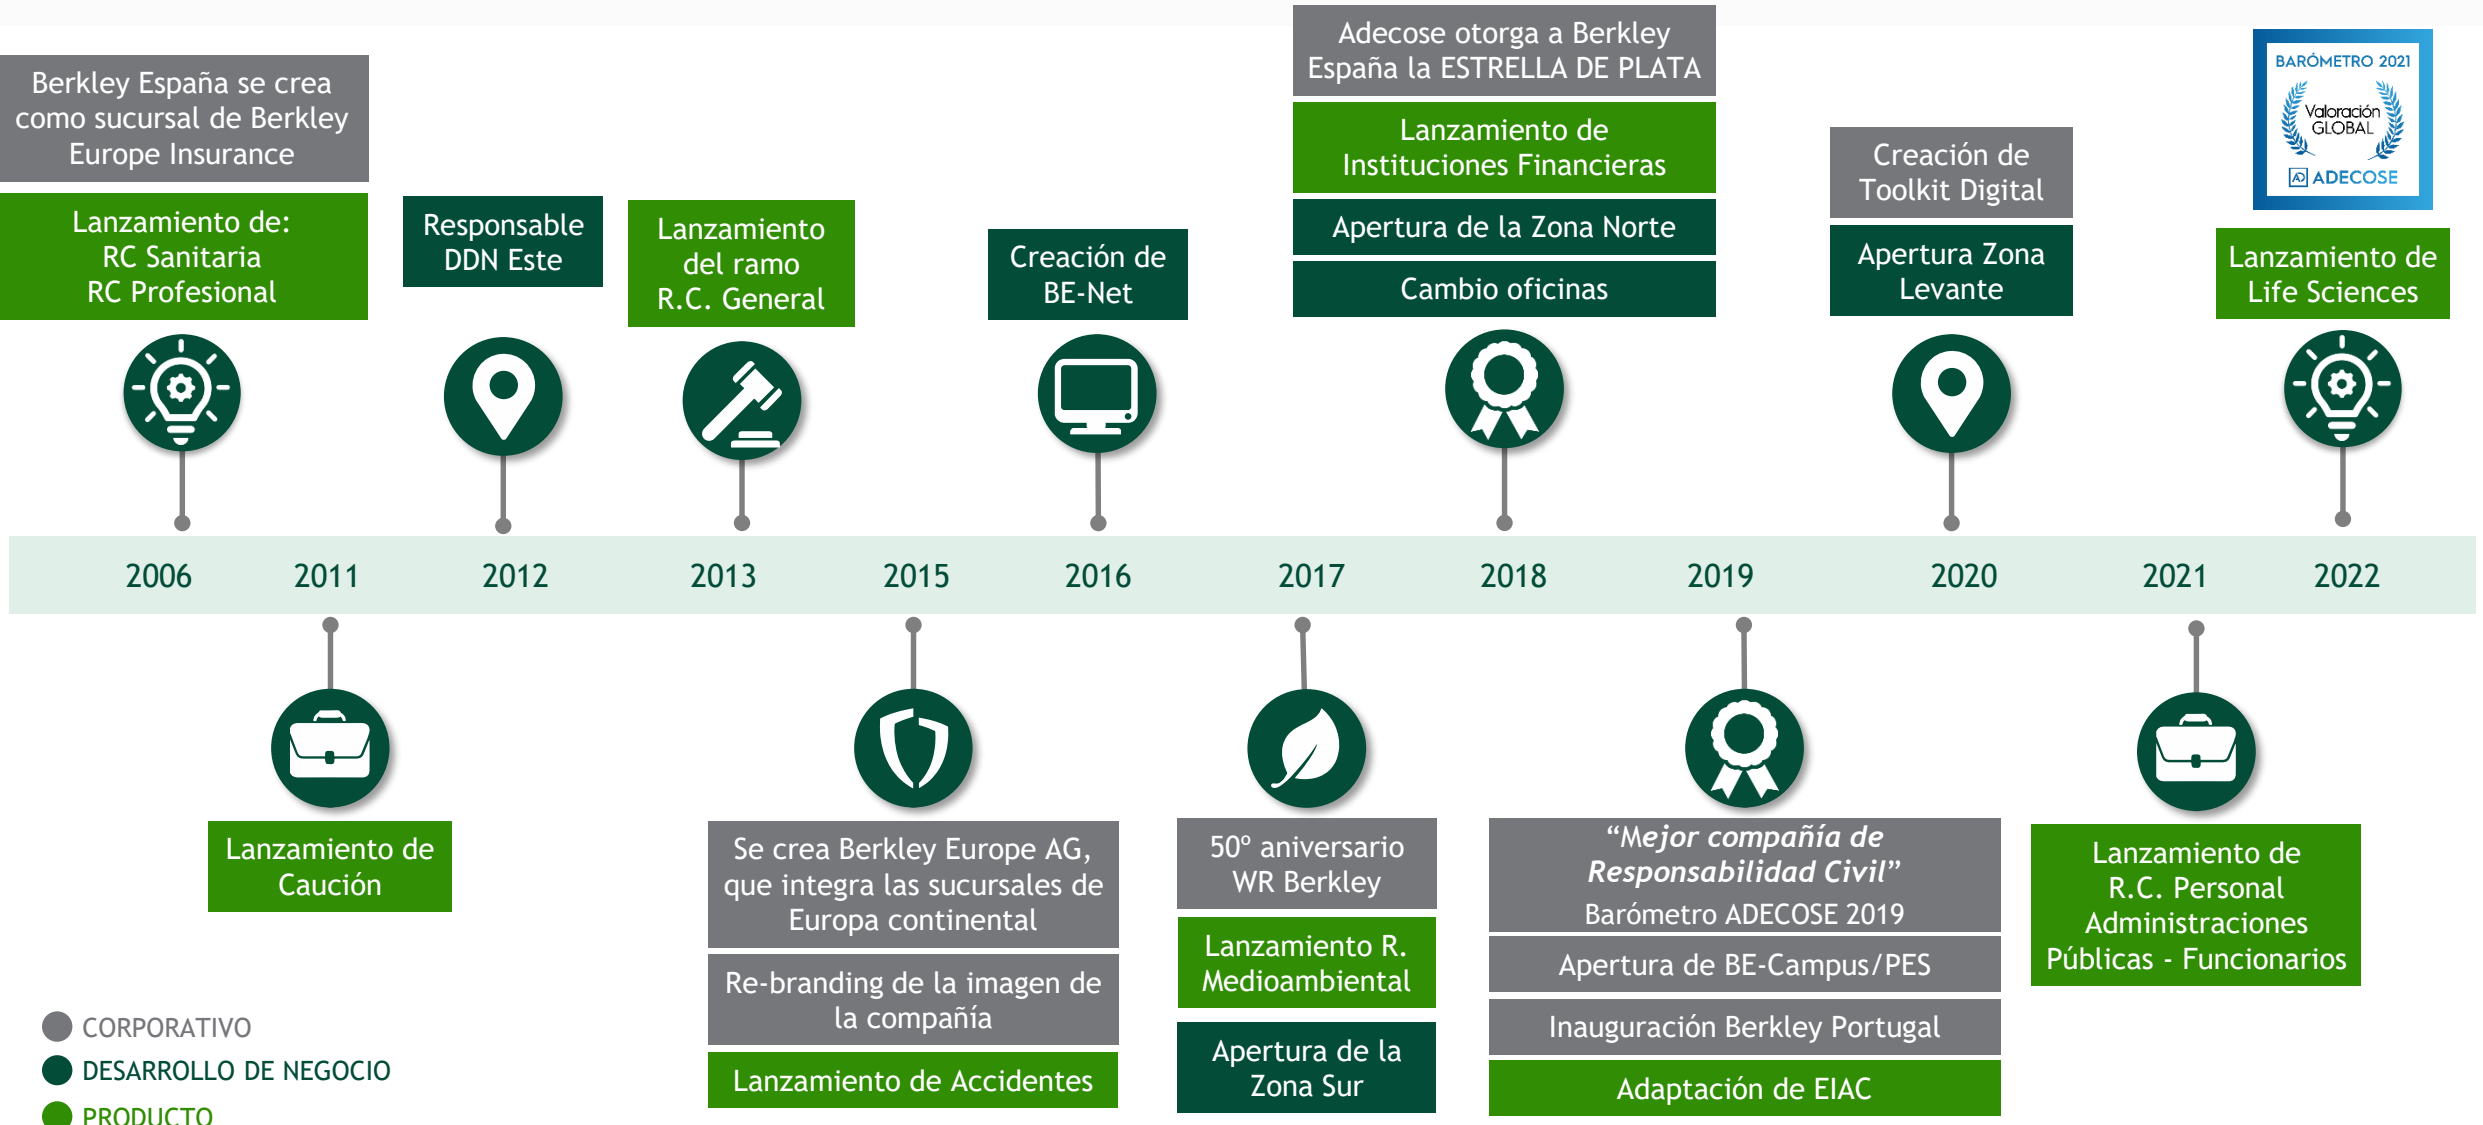 Berkley España se crea
como sucursal de Berkley
Europe Insurance
Lanzamiento de:
RC Sanitaria
RC Profesional
Responsable
DDN Este
Lanzamiento
del ramo
R.C. General
Creación de
BE-Net
Adecose otorga a Berkley
España la ESTRELLA DE PLATA
Lanzamiento de
Instituciones Financieras
Apertura de la Zona Norte
Cambio oficinas
Creación de
Toolkit Digital
Apertura Zona
Levante
BARÓMETRO 2021
Valoración
GLOBAL
AD ADECOSE
Lanzamiento de
Life Sciences
2006 2011 2012 2013 2015 2016 2017 2018 2019 2020 2021 2022
Lanzamiento de
Caución
Se crea Berkley Europe AG,
que integra las sucursales de
Europa continental
Re-branding de la imagen de
la compañía
Lanzamiento de Accidentes
50º aniversario
WR Berkley
Lanzamiento R.
Medioambiental
Apertura de la
Zona Sur
“Mejor compañía de
Responsabilidad Civil”
Barómetro ADECOSE 2019
Apertura de BE-Campus/PES
Inauguración Berkley Portugal
Adaptación de EIAC
Lanzamiento de
R.C. Personal
Administraciones
Públicas - Funcionarios
CORPORATIVO
DESARROLLO DE NEGOCIO
PRODUCTO